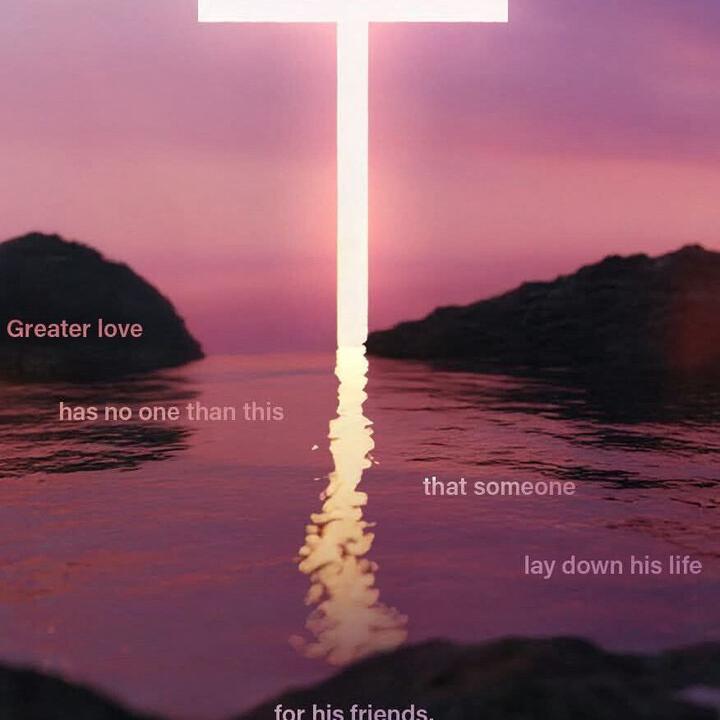 Greater love
has no one than this
that someone
lay down his life
for his friends.